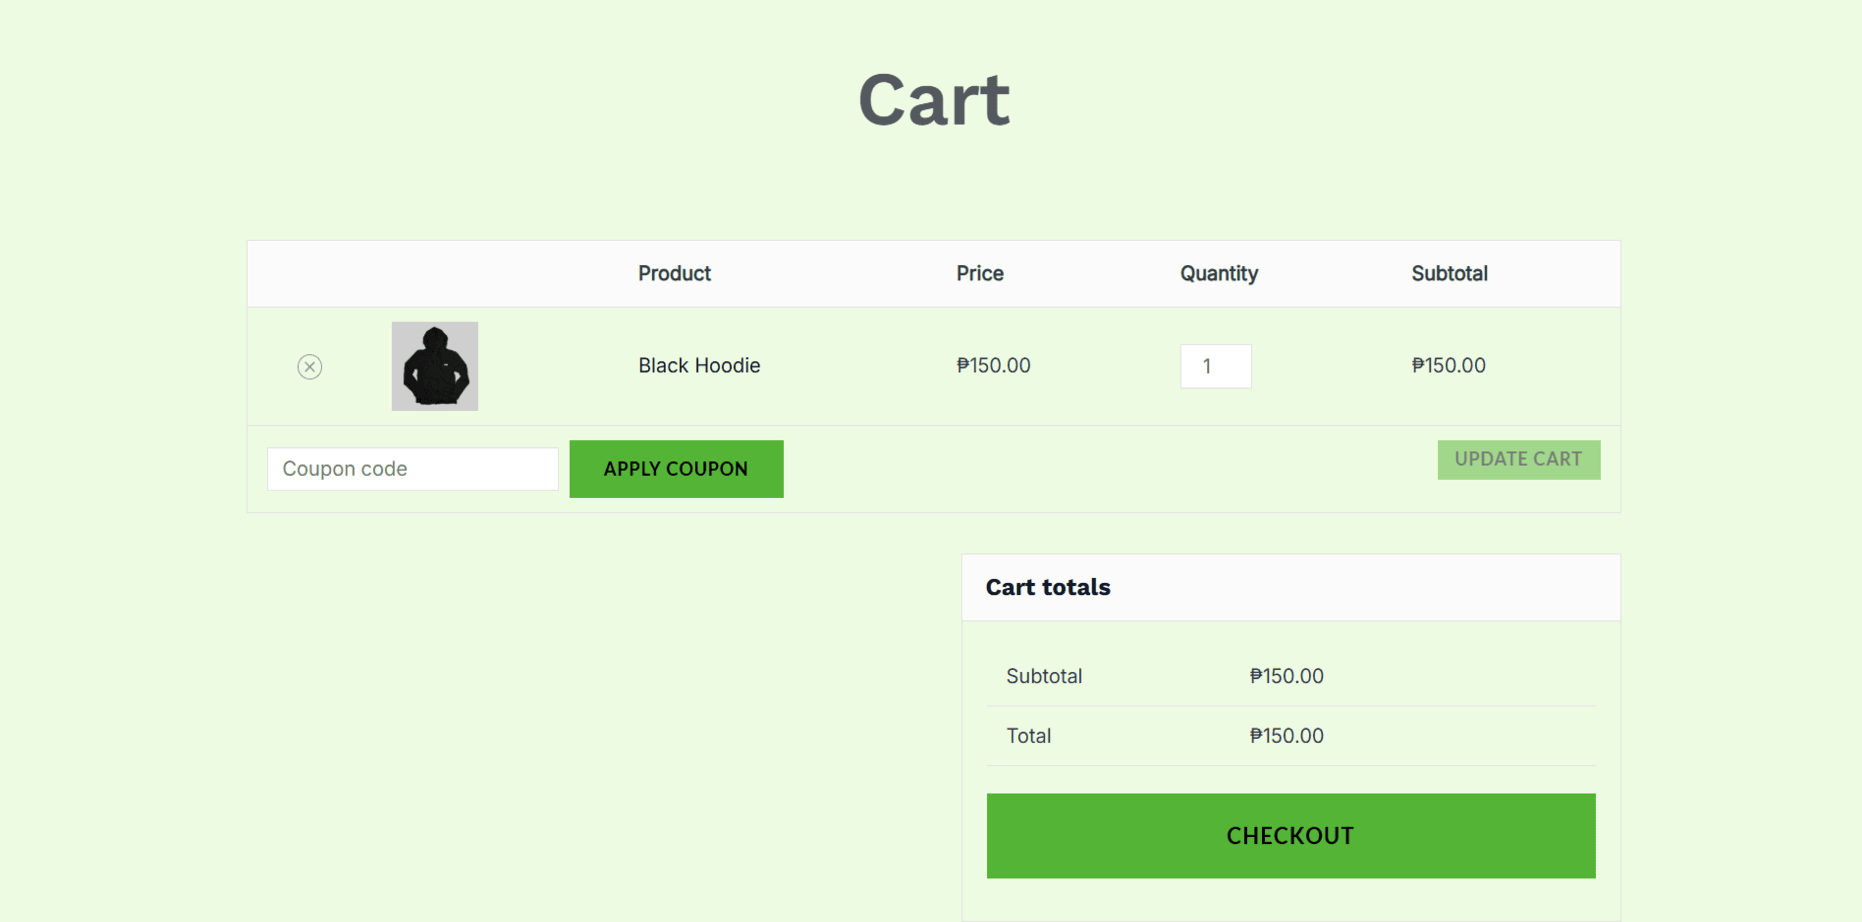 Cart
Product Price Quantity Subtotal
Black Hoodie ₱150.00 1 ₱150.00
Coupon code APPLY COUPON UPDATE CART
Cart totals
Subtotal ₱150.00
Total ₱150.00
CHECKOUT